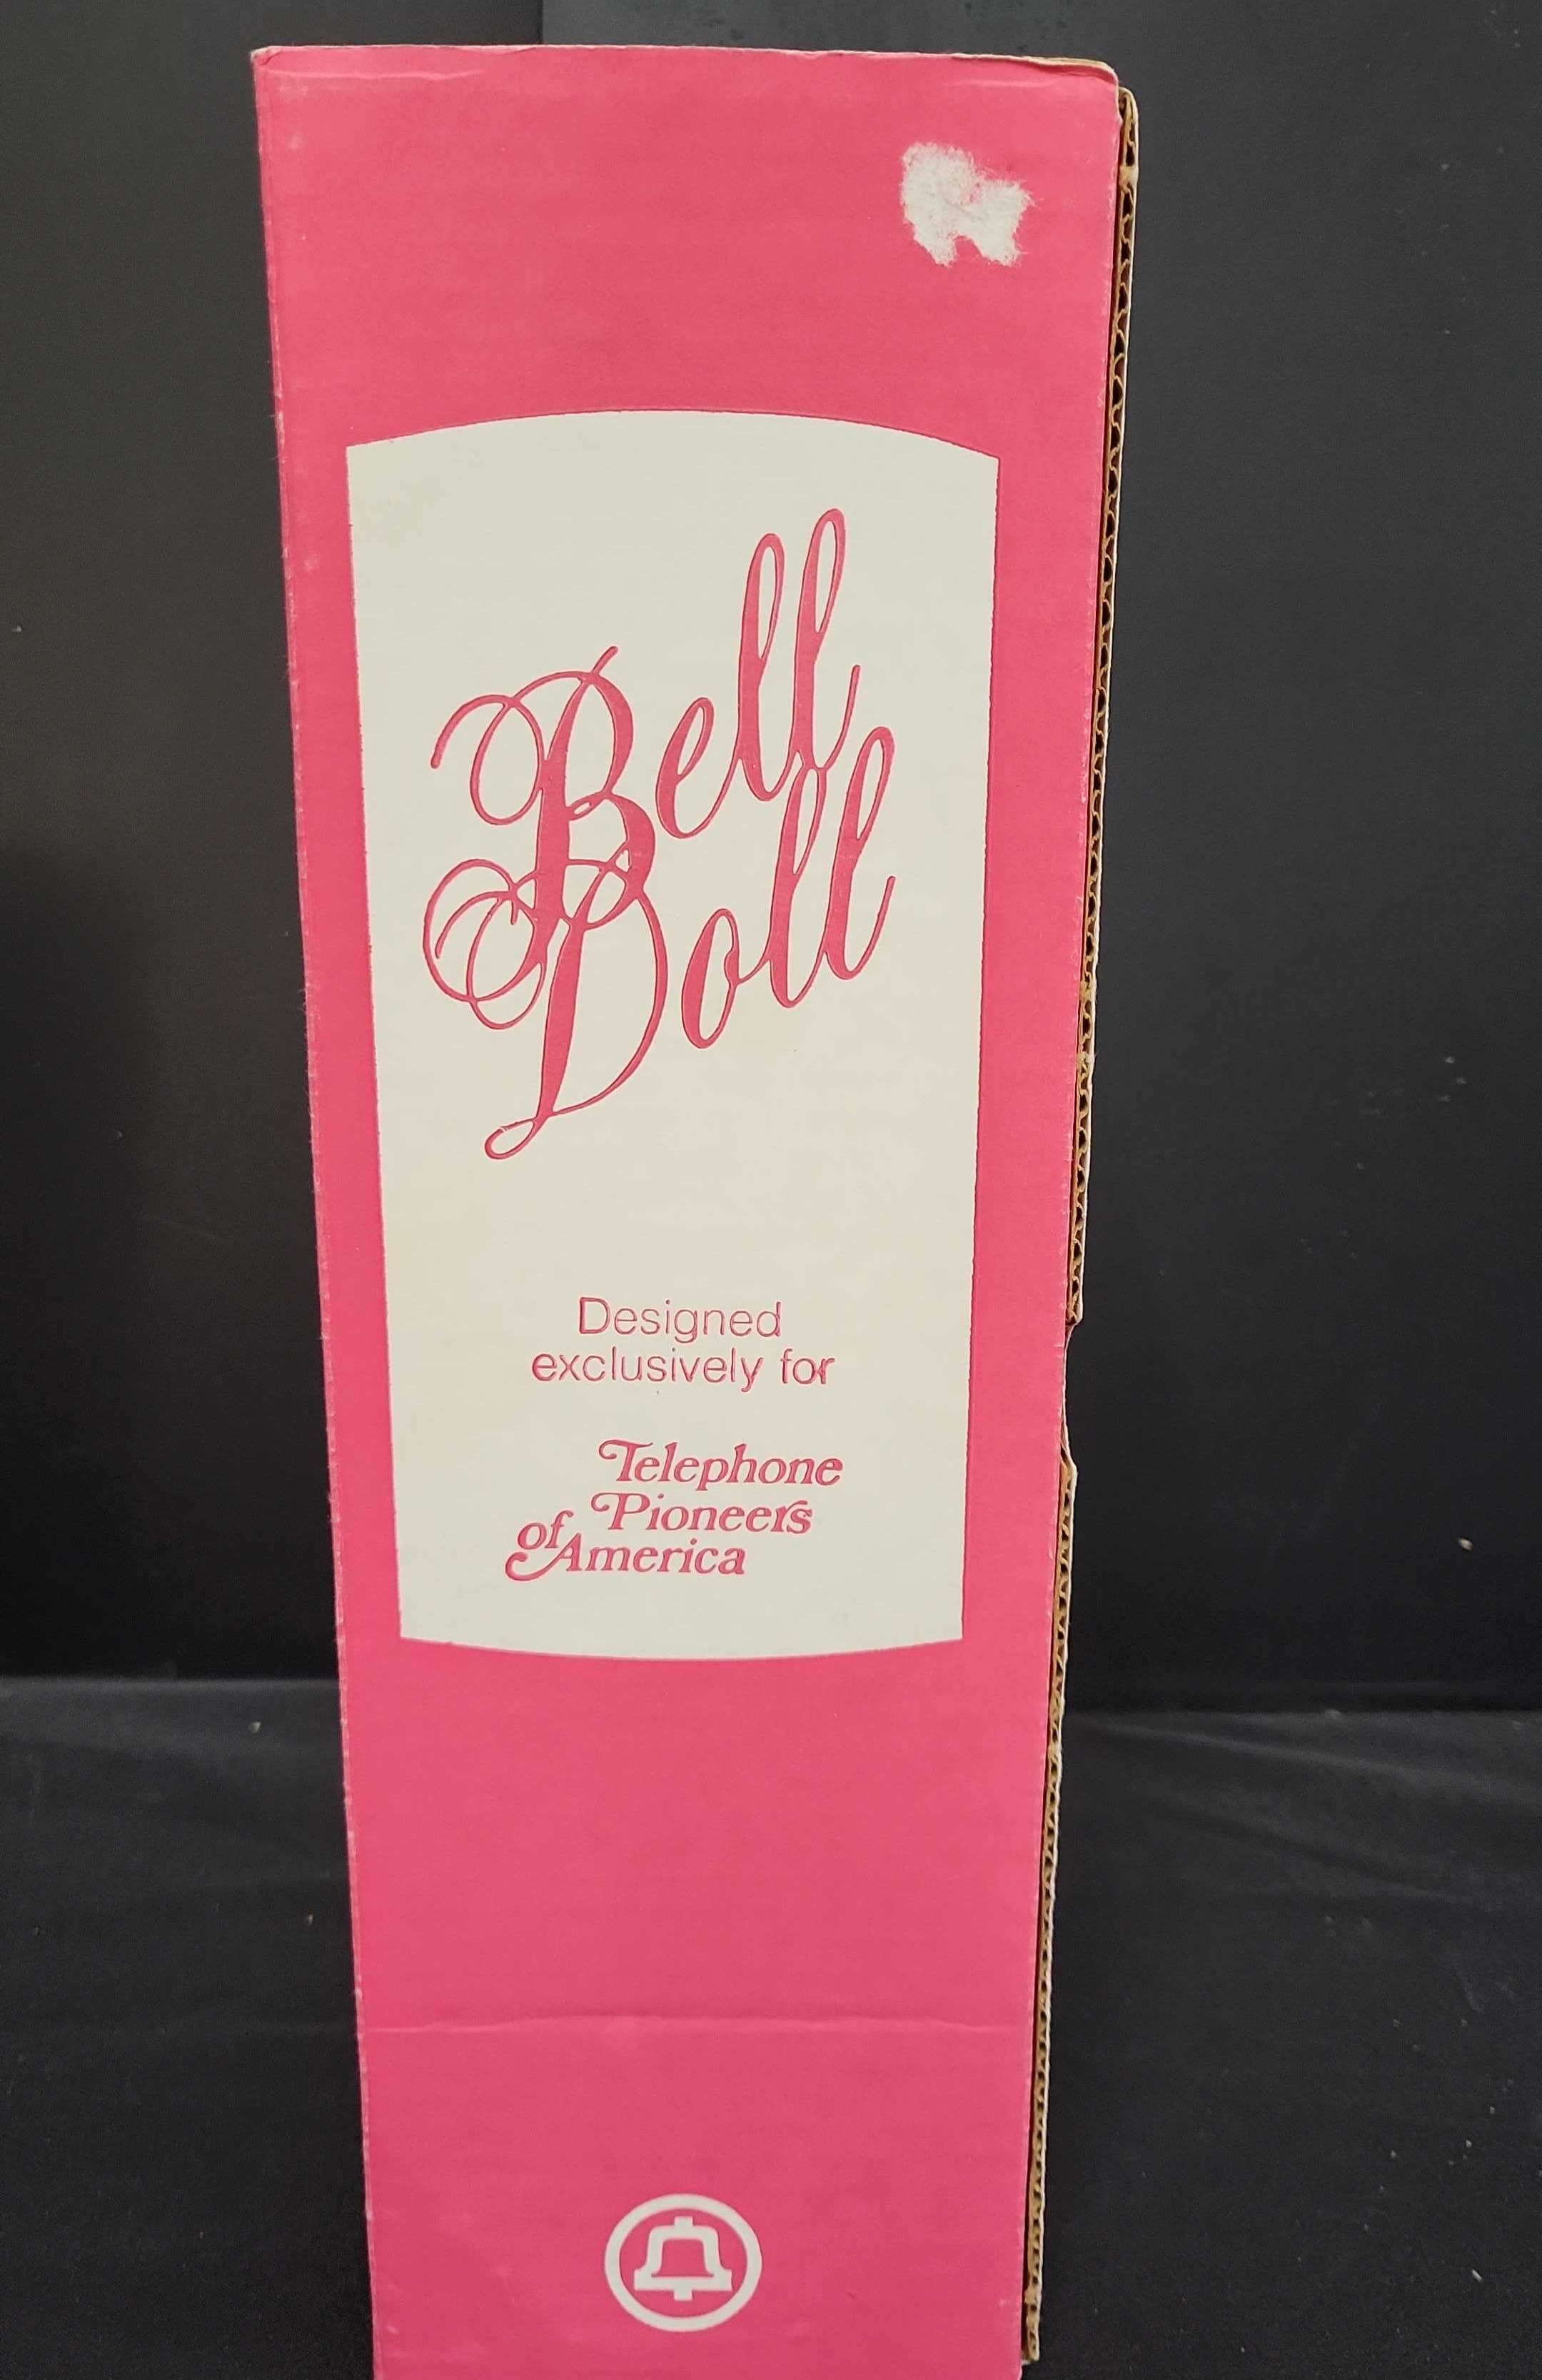 Bell
Doll
Designed
exclusively for
Telephone
Pioneers
of America